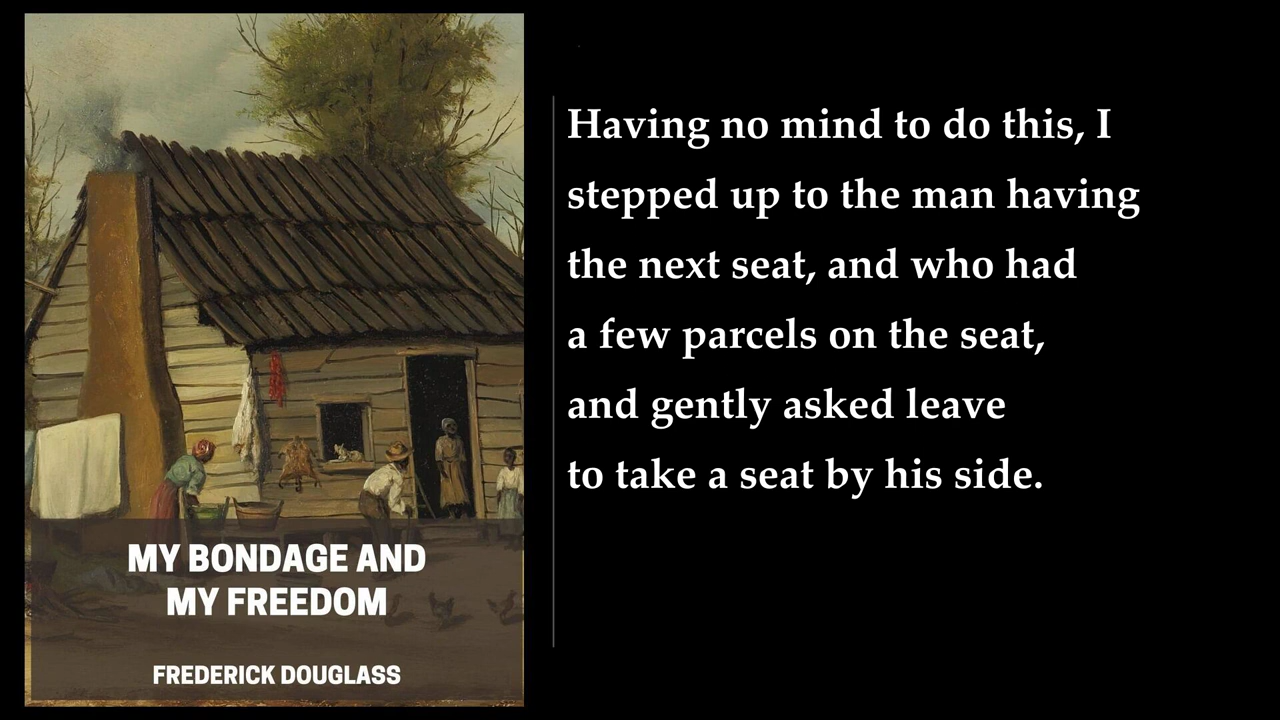 MY BONDAGE AND
MY FREEDOM
FREDERICK DOUGLASS
Having no mind to do this, I
stepped up to the man having
the next seat, and who had
a few parcels on the seat,
and gently asked leave
to take a seat by his side.